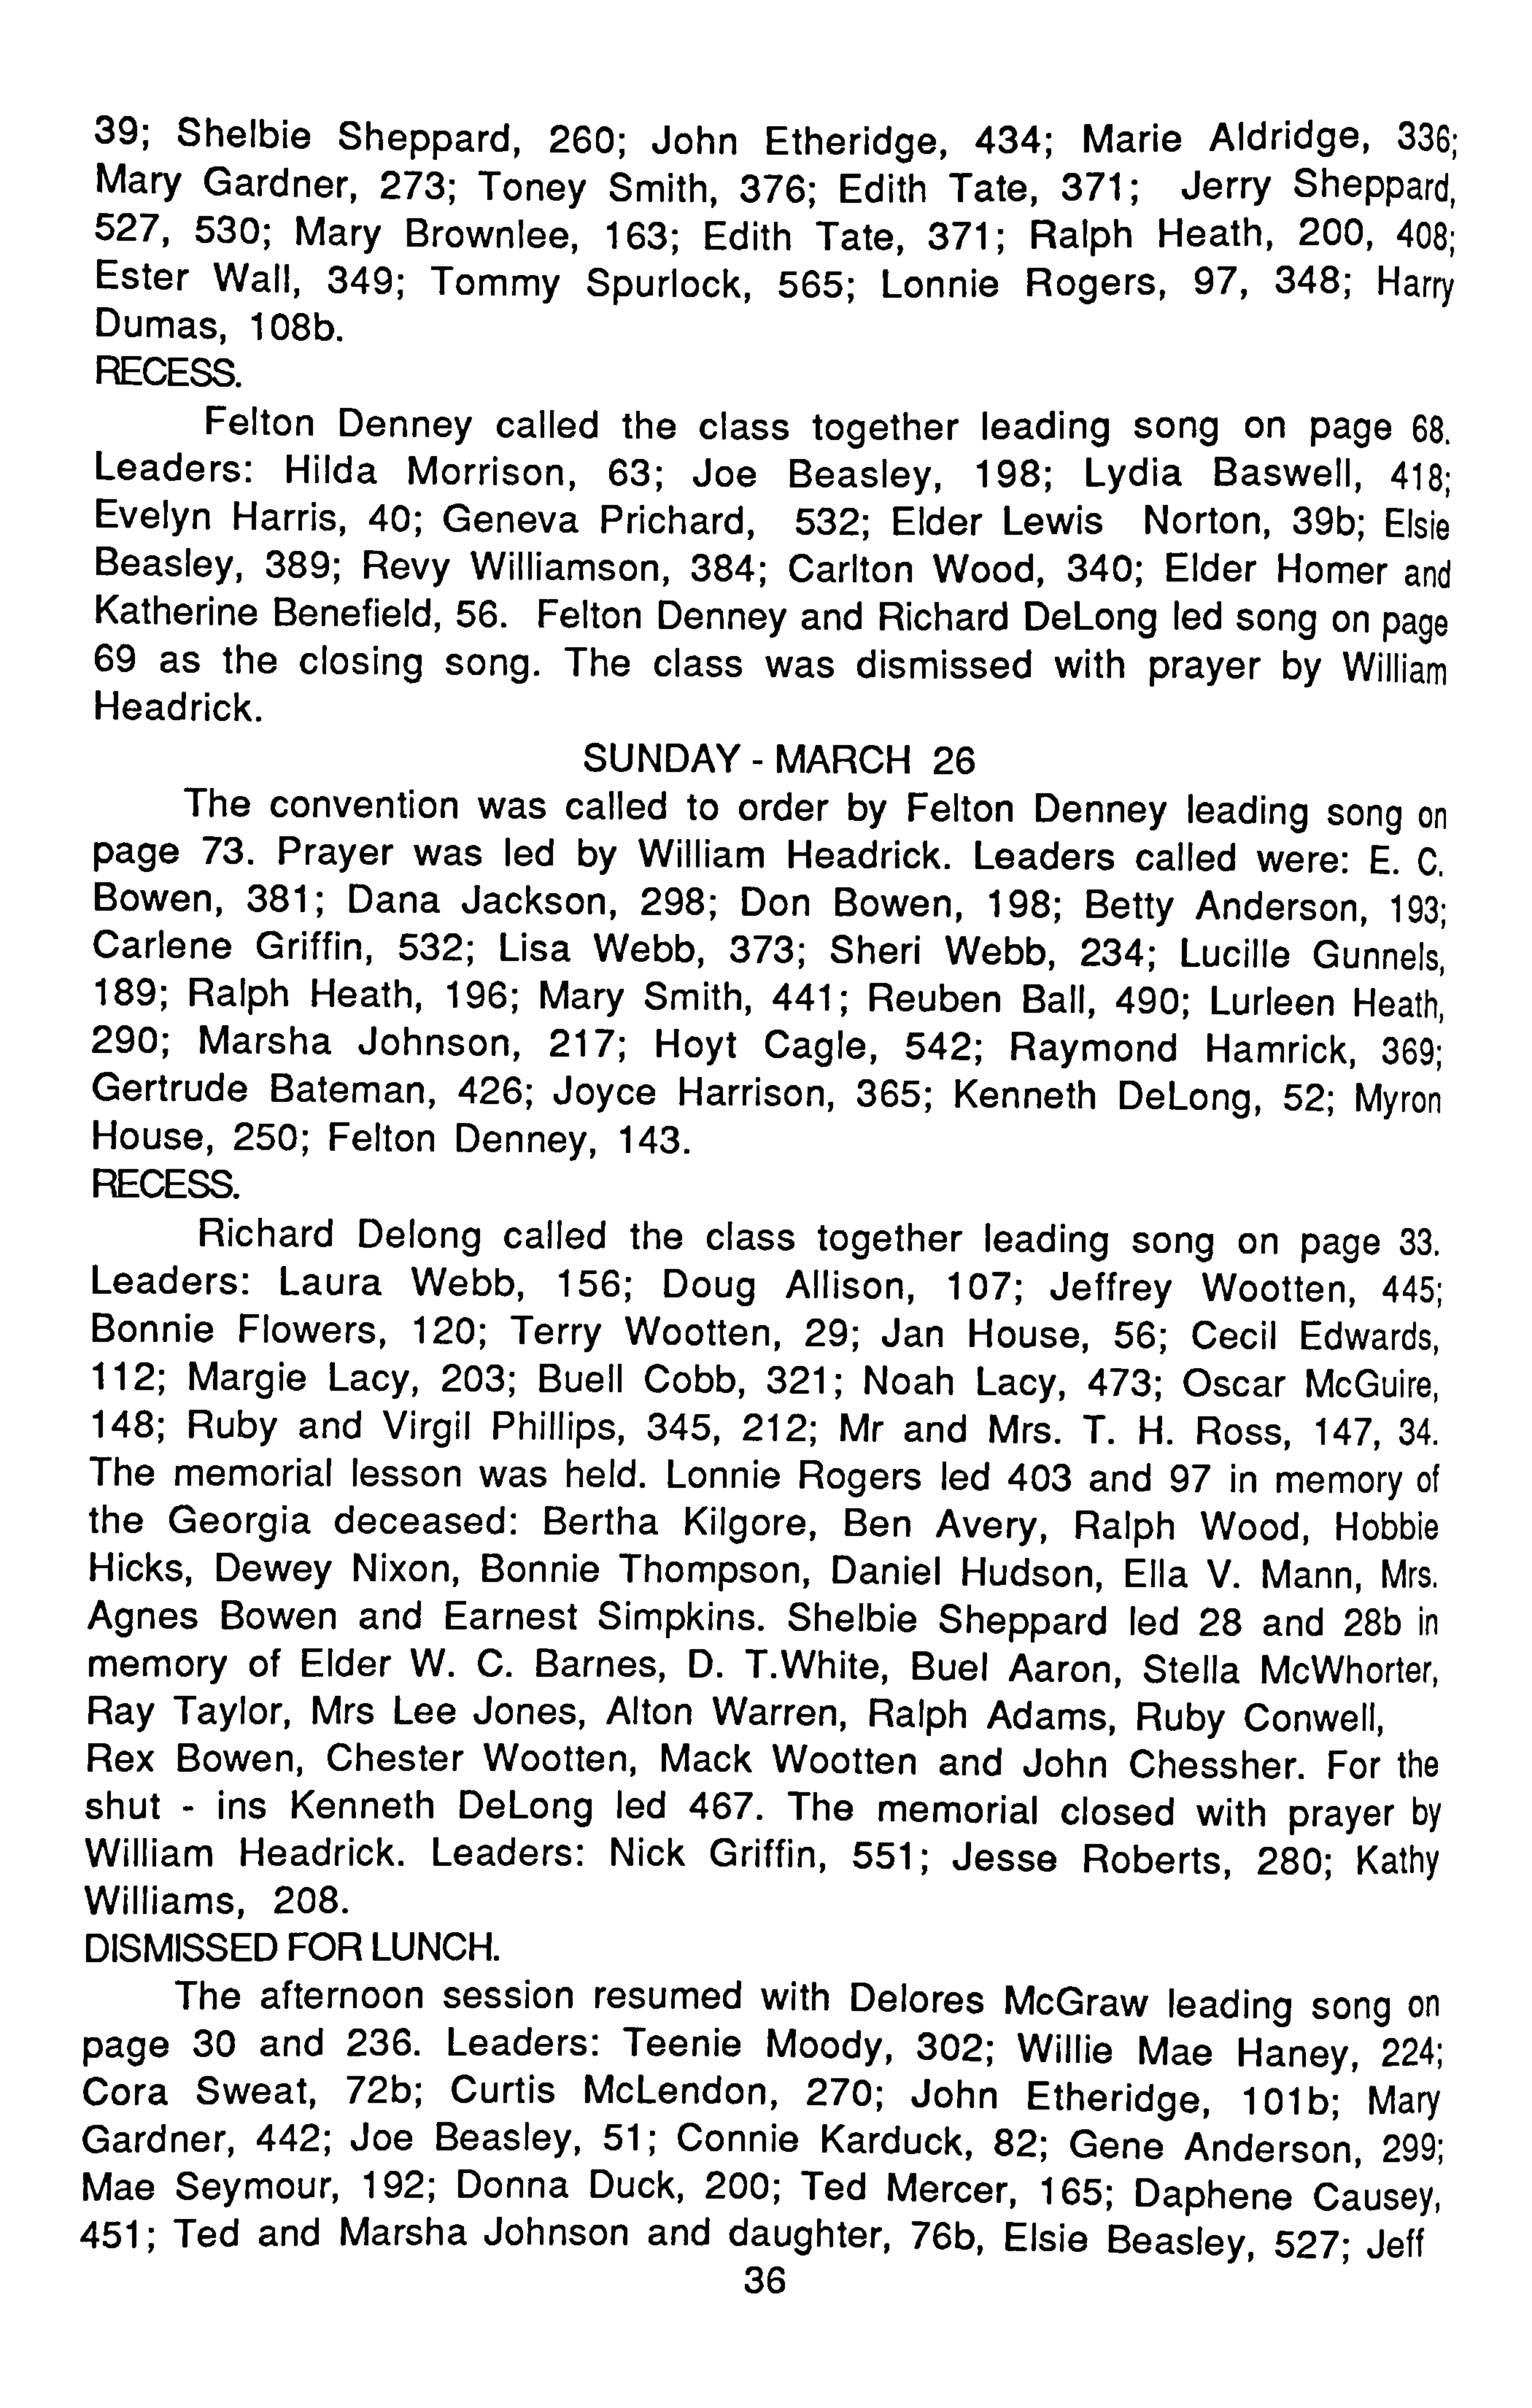 39; Shelbie Sheppard, 260; John Etheridge, 434; Marie Aldridge, 336;
Mary Gardner, 273; Toney Smith, 376; Edith Tate, 371; Jerry Sheppard,
527, 530; Mary Brownlee, 163; Edith Tate, 371; Ralph Heath, 200, 408;
Ester Wall, 349; Tommy Spurlock, 565; Lonnie Rogers, 97, 348; Harry
Dumas, 108b.
RECESS.
Felton Denney called the class together leading song on page 68.
Leaders: Hilda Morrison, 63; Joe Beasley, 198; Lydia Baswell, 418;
Evelyn Harris, 40; Geneva Prichard, 532; Elder Lewis Norton, 39b; Elsie
Beasley, 389; Revy Williamson, 384; Carlton Wood, 340; Elder Homer and
Katherine Benefield, 56. Felton Denney and Richard DeLong led song on page
69 as the closing song. The class was dismissed with prayer by William
Headrick.
SUNDAY - MARCH 26
The convention was called to order by Felton Denney leading song on
page 73. Prayer was led by William Headrick. Leaders called were: E. C.
Bowen, 381; Dana Jackson, 298; Don Bowen, 198; Betty Anderson, 193;
Carlene Griffin, 532; Lisa Webb, 373; Sheri Webb, 234; Lucille Gunnels,
189; Ralph Heath, 196; Mary Smith, 441; Reuben Ball, 490; Lurleen Heath,
290; Marsha Johnson, 217; Hoyt Cagle, 542; Raymond Hamrick, 369;
Gertrude Bateman, 426; Joyce Harrison, 365; Kenneth DeLong, 52; Myron
House, 250; Felton Denney, 143.
RECESS.
Richard Delong called the class together leading song on page 33.
Leaders: Laura Webb, 156; Doug Allison, 107; Jeffrey Wootten, 445;
Bonnie Flowers, 120; Terry Wootten, 29; Jan House, 56; Cecil Edwards,
112; Margie Lacy, 203; Buell Cobb, 321; Noah Lacy, 473; Oscar McGuire,
148; Ruby and Virgil Phillips, 345, 212; Mr and Mrs. T. H. Ross, 147, 34.
The memorial lesson was held. Lonnie Rogers led 403 and 97 in memory of
the Georgia deceased: Bertha Kilgore, Ben Avery, Ralph Wood, Hobbie
Hicks, Dewey Nixon, Bonnie Thompson, Daniel Hudson, Ella V. Mann, Mrs.
Agnes Bowen and Earnest Simpkins. Shelbie Sheppard led 28 and 28b in
memory of Elder W. C. Barnes, D. T.White, Buel Aaron, Stella McWhorter,
Ray Taylor, Mrs Lee Jones, Alton Warren, Ralph Adams, Ruby Conwell,
Rex Bowen, Chester Wootten, Mack Wootten and John Chessher. For the
shut - ins Kenneth DeLong led 467. The memorial closed with prayer by
William Headrick. Leaders: Nick Griffin, 551; Jesse Roberts, 280; Kathy
Williams, 208.
DISMISSED FOR LUNCH.
The afternoon session resumed with Delores McGraw leading song on
page 30 and 236. Leaders: Teenie Moody, 302; Willie Mae Haney, 224;
Cora Sweat, 72b; Curtis McLendon, 270; John Etheridge, 101b; Mary
Gardner, 442; Joe Beasley, 51; Connie Karduck, 82; Gene Anderson, 299;
Mae Seymour, 192; Donna Duck, 200; Ted Mercer, 165; Daphene Causey,
451; Ted and Marsha Johnson and daughter, 76b, Elsie Beasley, 527; Jeff
36